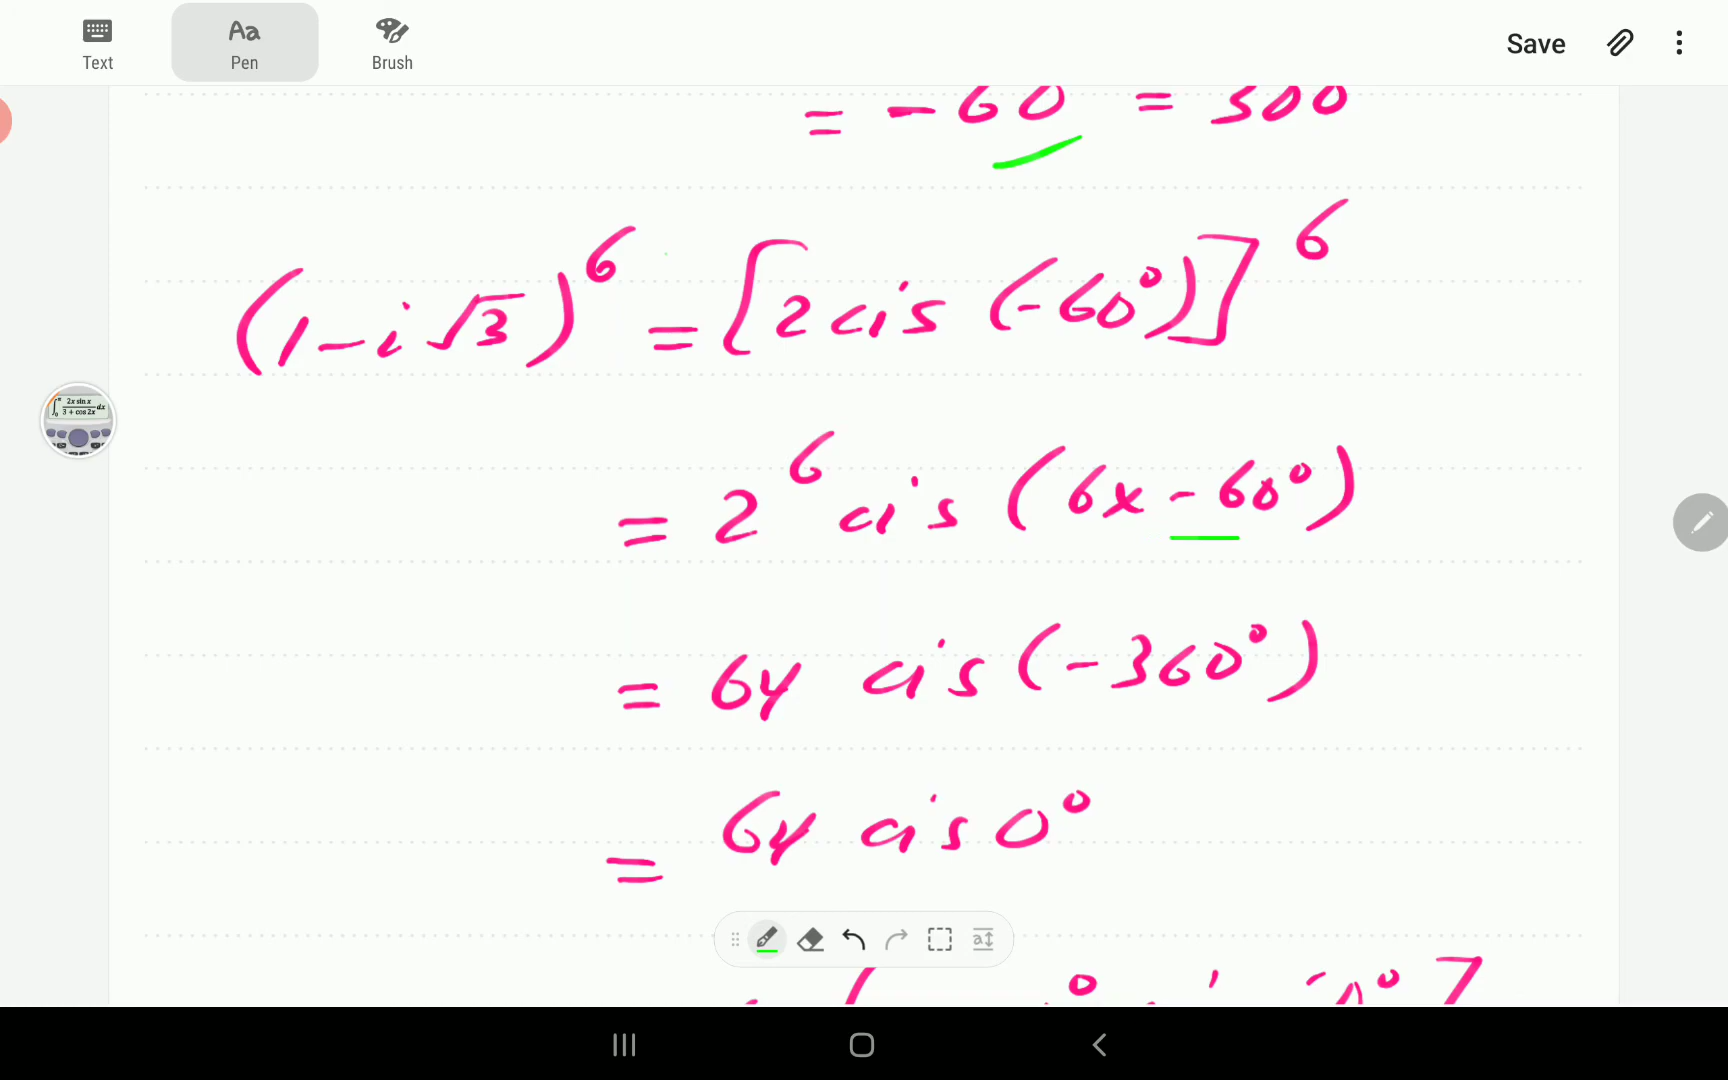 Text Aa Pen Brush Save
= -60 = 300
(1-i√3)^6 = [2 cis (-60°)]^6
= 2^6 cis (6x -60°)
= 64 cis (-360°)
= 64 cis 0°